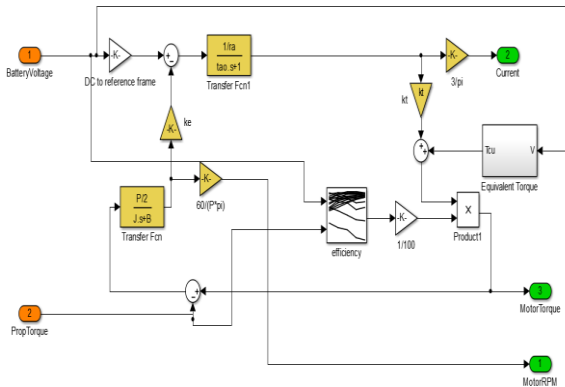 1
BatteryVoltage
-K-
DC to reference frame
+
-
1/ra
tao.s+1
Transfer Fcn1
-K-
3/pi
2
Current
-K-
ke
kt
kt
+
+
Tcu
V
Equivalent Torque
P/2
J.s+B
Transfer Fcn
-K-
60/(P*pi)
efficiency
-K-
1/100
X
Product1
-
+
2
PropTorque
3
MotorTorque
1
MotorRPM